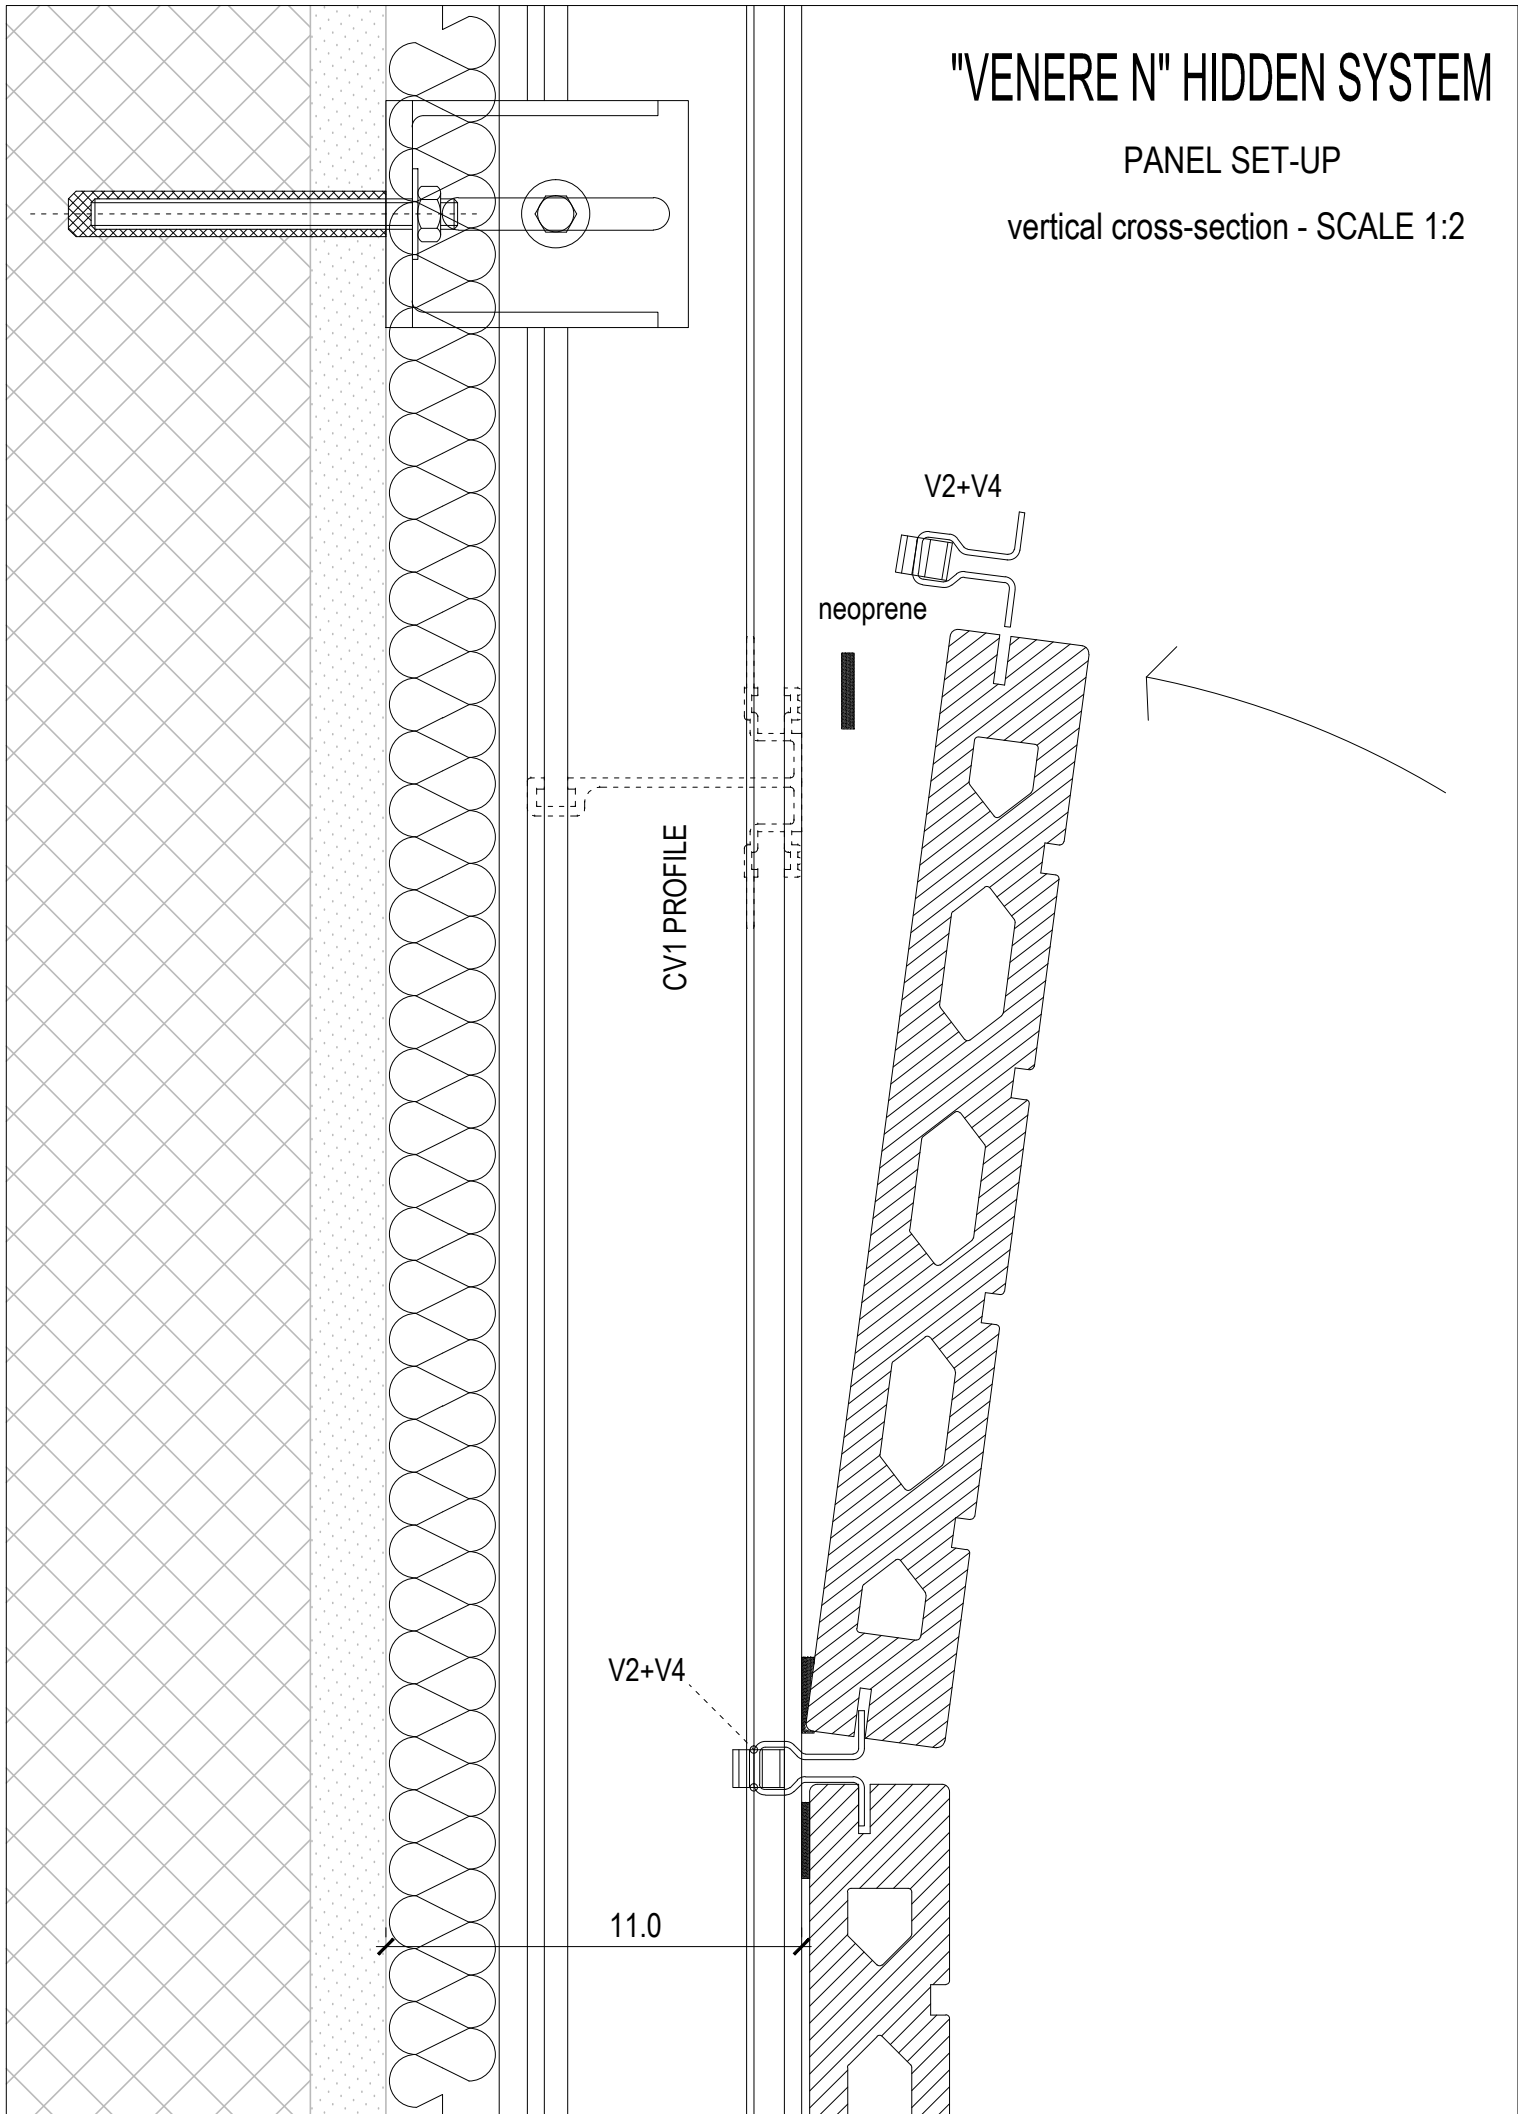 "VENERE N" HIDDEN SYSTEM
PANEL SET-UP
vertical cross-section - SCALE 1:2
V2+V4
neoprene
CV1 PROFILE
V2+V4
11.0